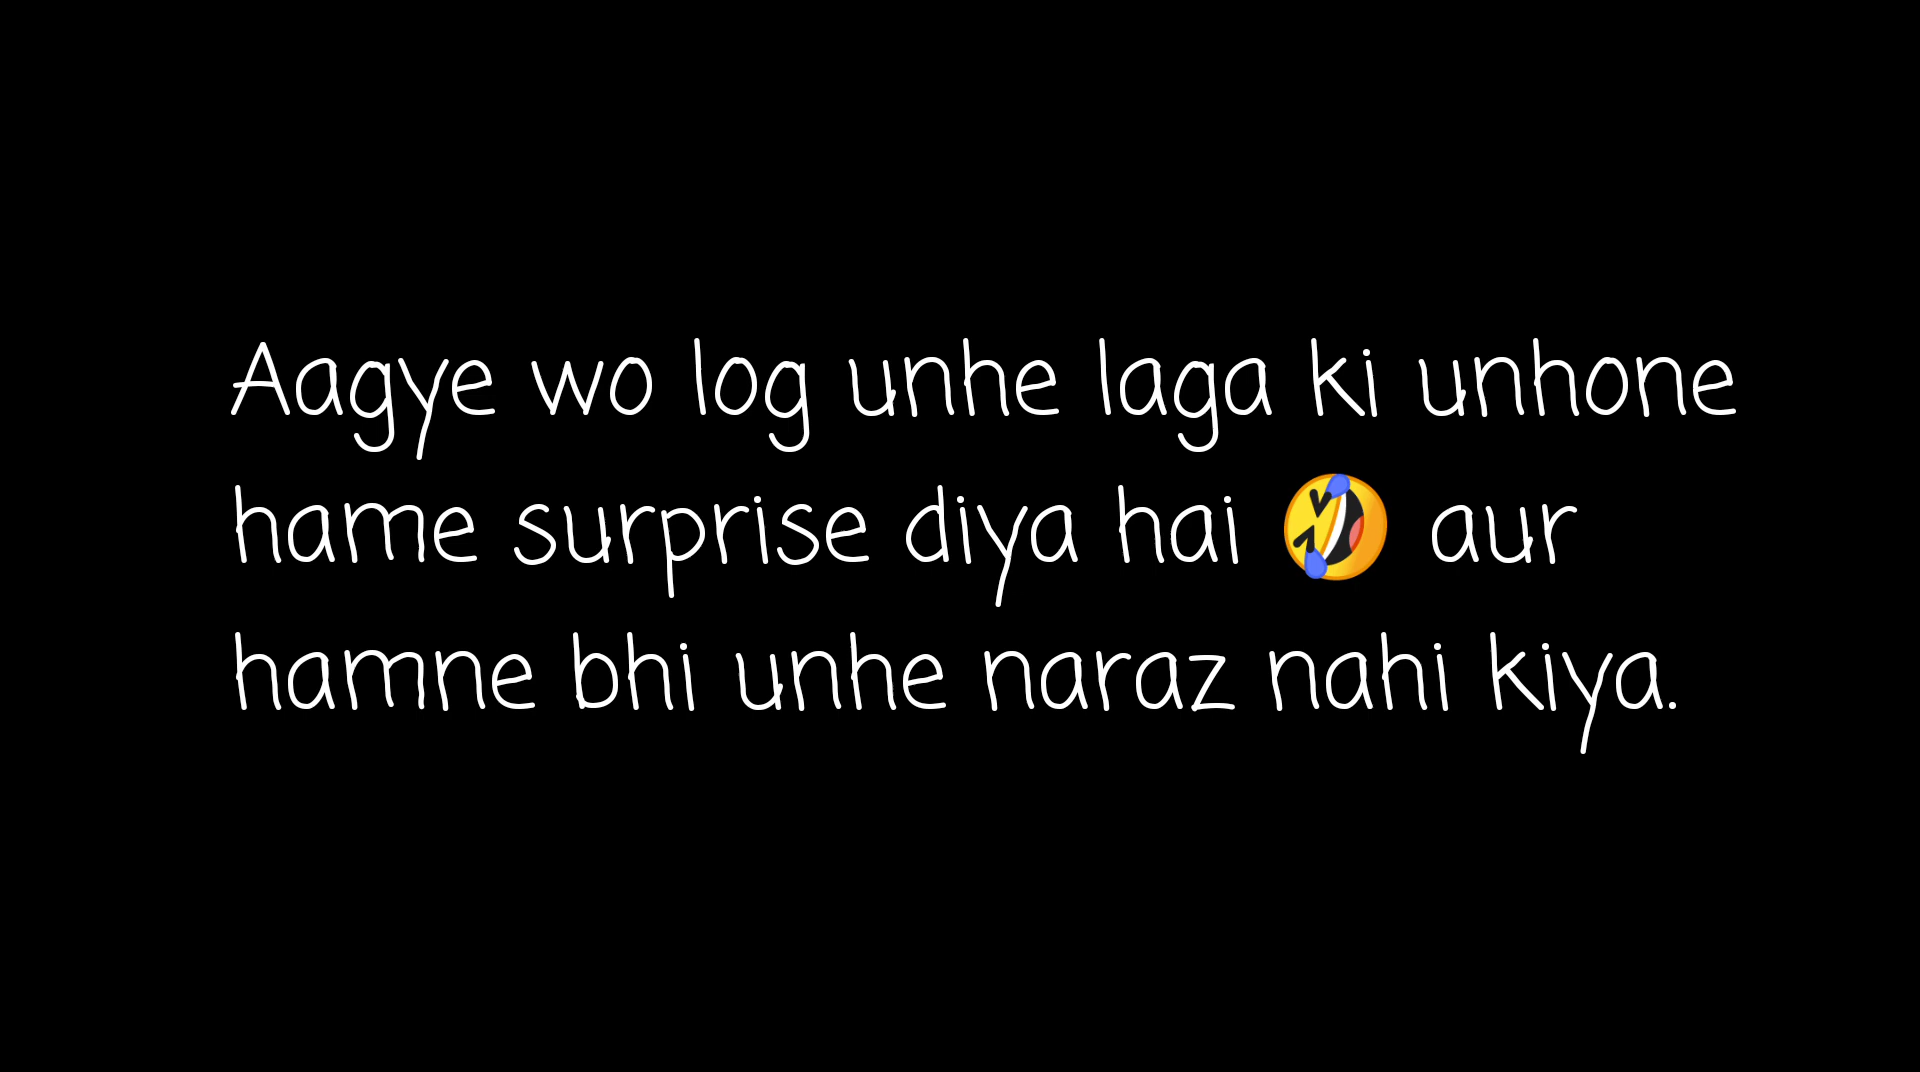 Aagye wo log unhe laga ki unhone
hame surprise diya hai 🤣 aur
hamne bhi unhe naraz nahi kiya.